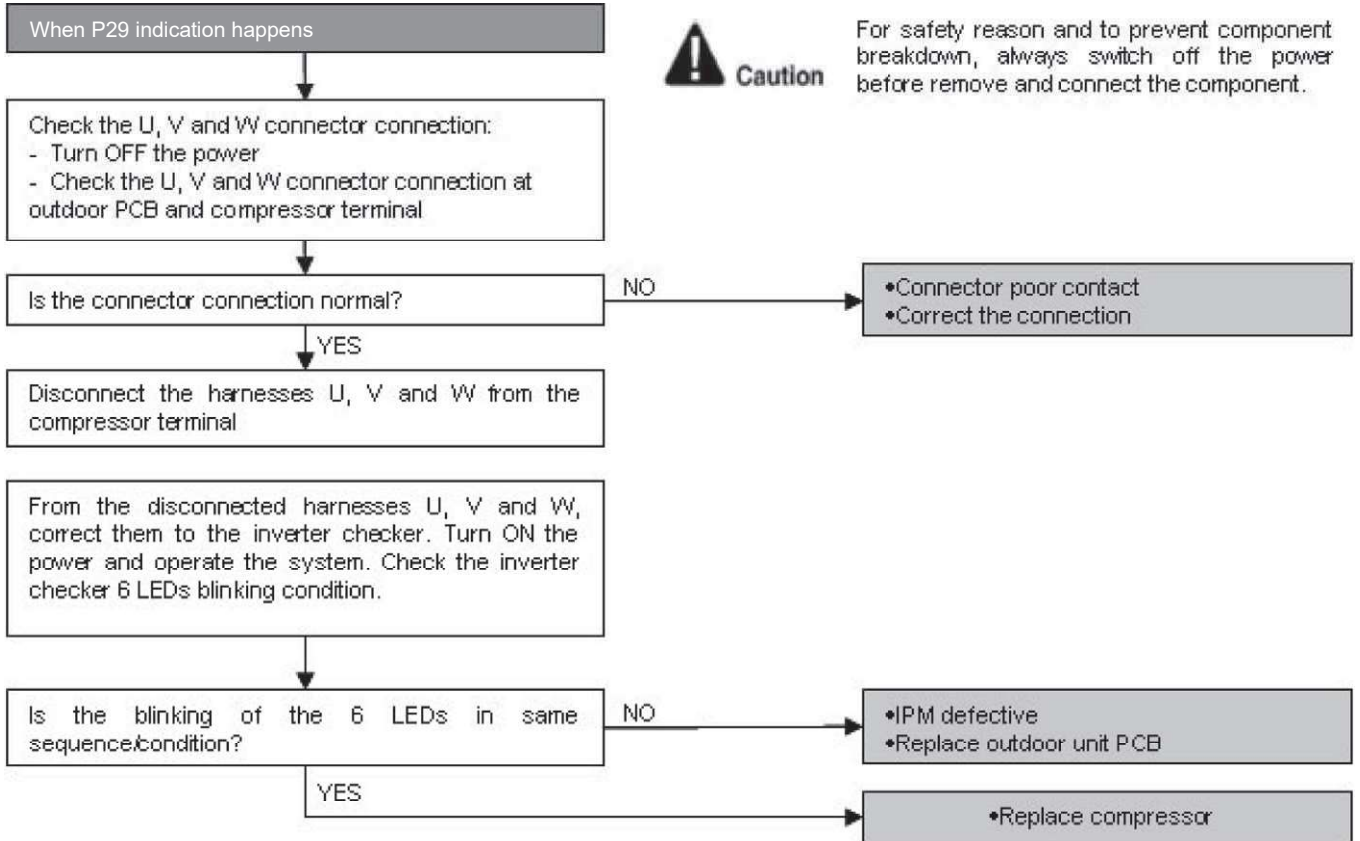 When P29 indication happens
Caution
For safety reason and to prevent component
breakdown, always switch off the power
before remove and connect the component.
Check the U, V and W connector connection:
- Turn OFF the power
- Check the U, V and W connector connection at
outdoor PCB and compressor terminal
Is the connector connection normal?
NO
•Connector poor contact
•Correct the connection
YES
Disconnect the harnesses U, V and W from the
compressor terminal
From the disconnected harnesses U, V and W,
correct them to the inverter checker. Turn ON the
power and operate the system. Check the inverter
checker 6 LEDs blinking condition.
Is the blinking of the 6 LEDs in same
sequence/condition?
NO
•IPM defective
•Replace outdoor unit PCB
YES
•Replace compressor